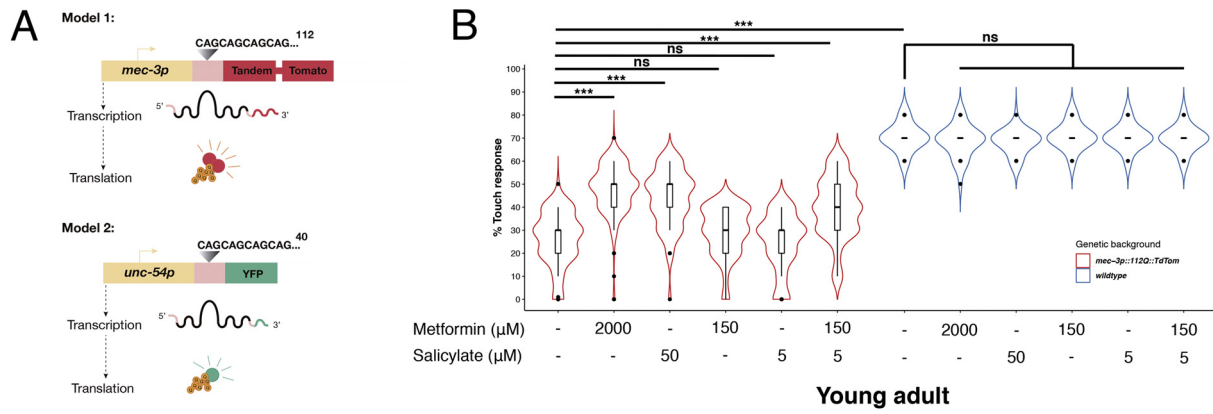 A
Model 1:
CAGCAGCAGCAG... 112
mec-3p
Tandem
Tomato
Transcription
5'
3'
Translation
Model 2:
CAGCAGCAGCAG... 40
unc-54p
YFP
Transcription
5'
3'
Translation
B
***
***
ns
ns
ns
***
***
% Touch response
100
90
80
70
60
50
40
30
20
10
0
Genetic background
mec-3p::112Q::TdTom
wildtype
Metformin (µM) - 2000 - 150 - 150 - 2000 - 150 - 150
Salicylate (µM) - - 50 - 5 5 - - 50 - 5 5
Young adult